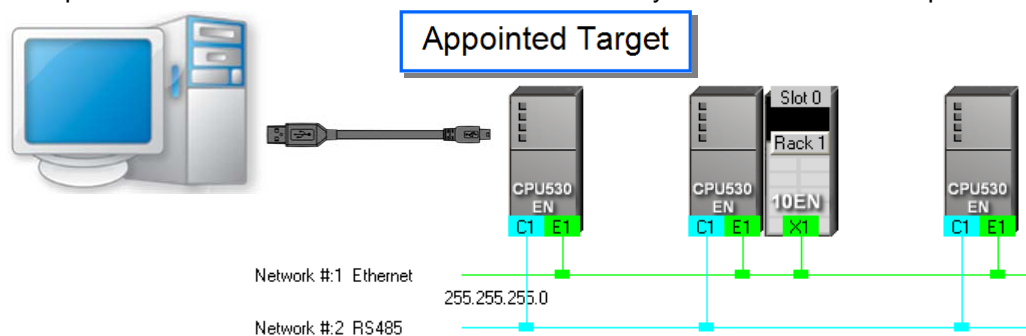 Appointed Target
Slot 0
Rack 1
CPU530
EN
CPU530
EN
10EN
CPU530
EN
C1 E1
C1 E1
X1
C1 E1
Network #:1 Ethernet
255.255.255.0
Network #:2 RS485